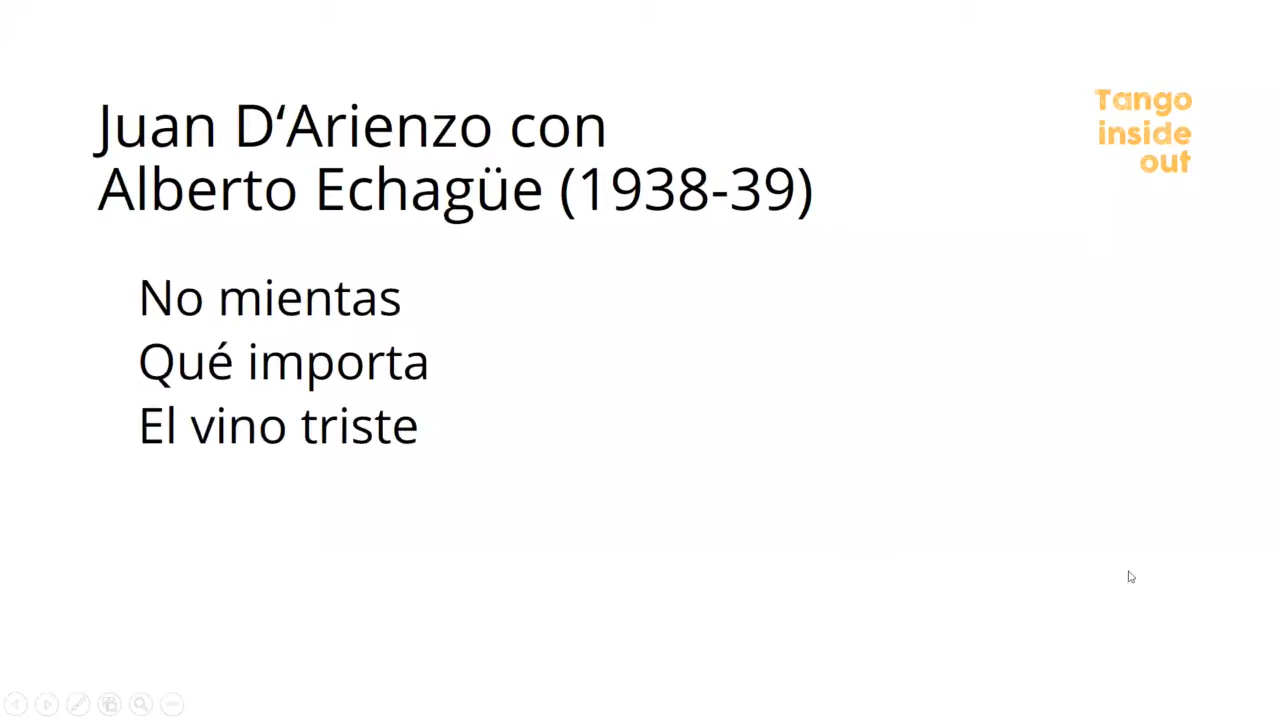 Juan D‘Arienzo con
Alberto Echagüe (1938-39)
Tango
inside
out
No mientas
Qué importa
El vino triste